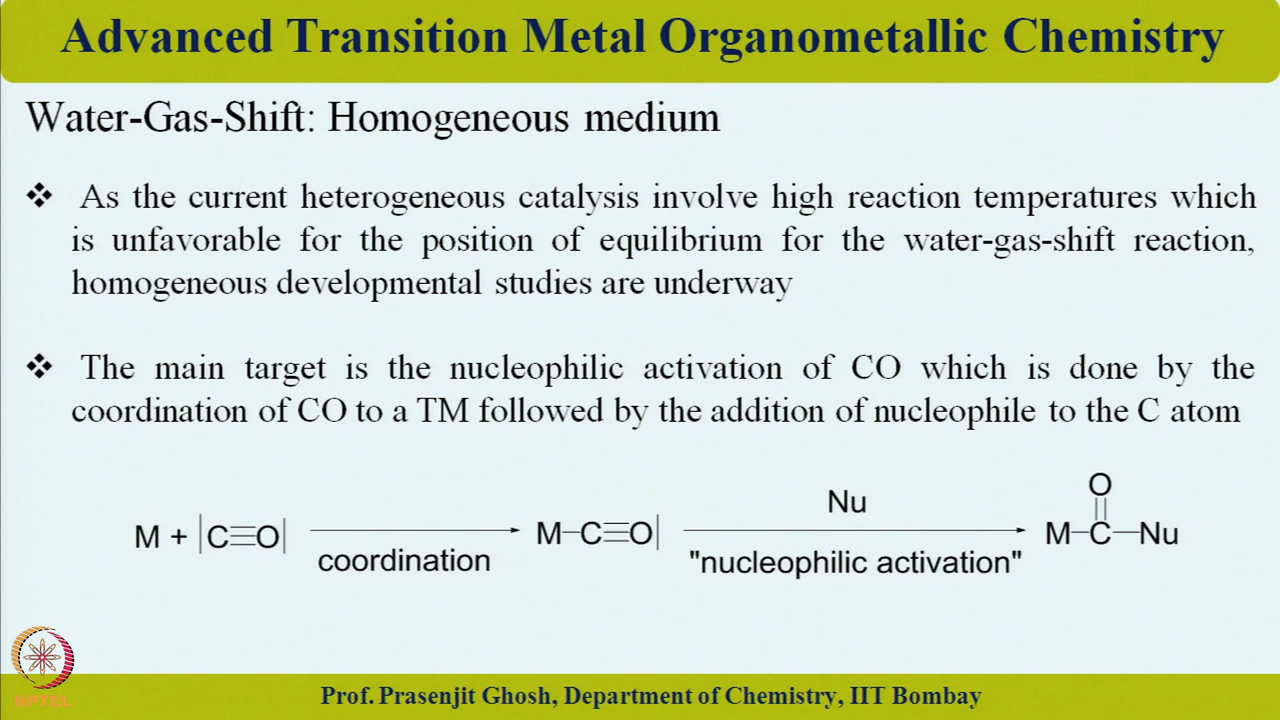 Advanced Transition Metal Organometallic Chemistry
Water-Gas-Shift: Homogeneous medium
❖ As the current heterogeneous catalysis involve high reaction temperatures which
is unfavorable for the position of equilibrium for the water-gas-shift reaction,
homogeneous developmental studies are underway
❖ The main target is the nucleophilic activation of CO which is done by the
coordination of CO to a TM followed by the addition of nucleophile to the C atom
O
Nu
M + |C≡O| M-C≡O| M-C-Nu
coordination "nucleophilic activation"
NPTEL
Prof. Prasenjit Ghosh, Department of Chemistry, IIT Bombay